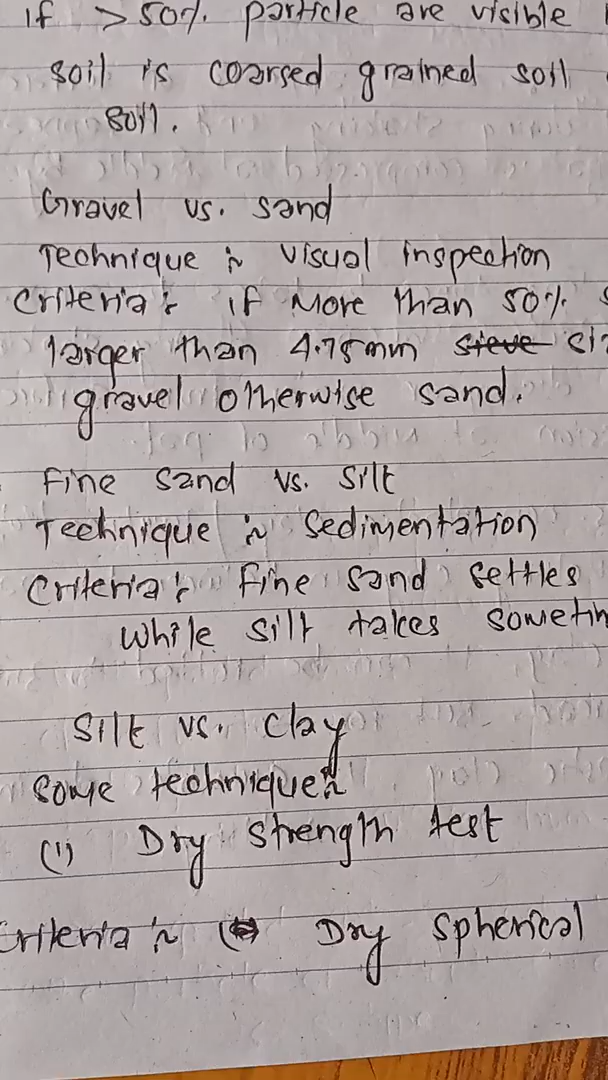 if > 50% particle are visible
soil is coarsed grained soil
soil.
Gravel vs. sand
Technique :- visual inspection
Criteria :- if More than 50%
larger than 4.75mm sieve
gravel otherwise sand.
Fine sand vs. silt
Technique :- Sedimentation
Criteria :- Fine sand settles
While silt takes
Silt vs. clay
Some technique :-
(1) Dry strength test
Criteria :- Dry spherical